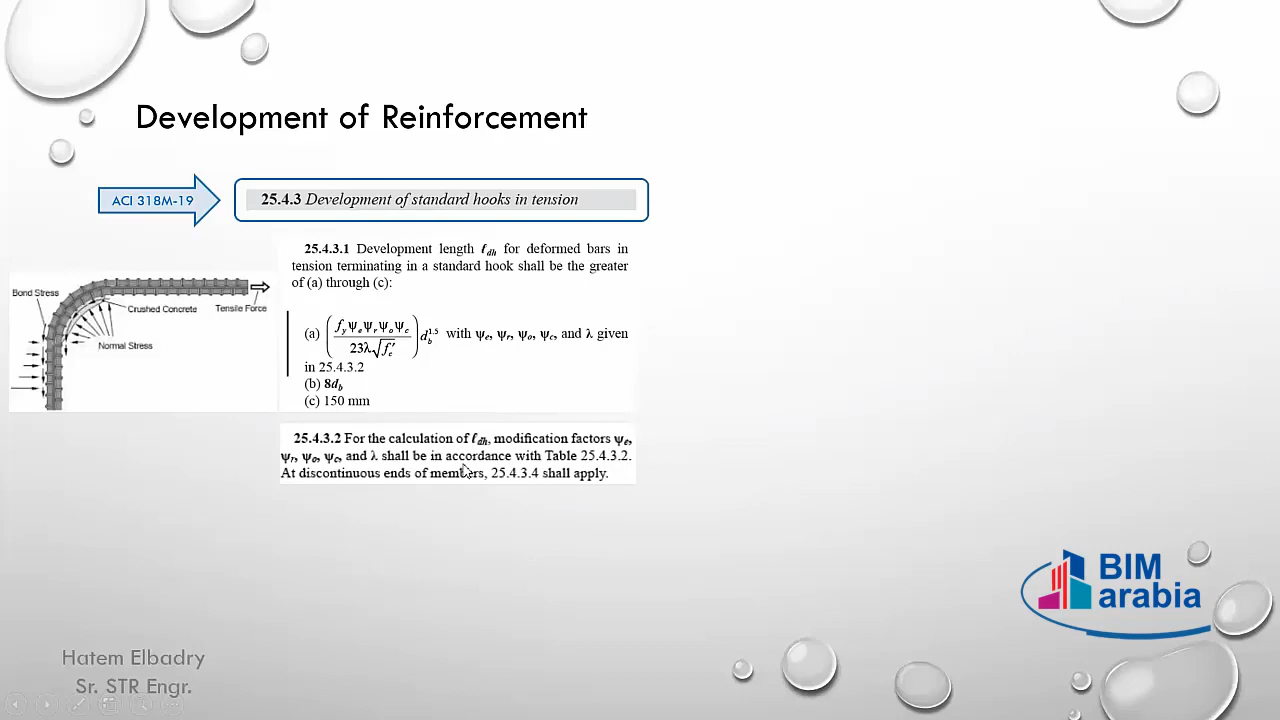 Development of Reinforcement
ACI 318M-19
25.4.3 Development of standard hooks in tension
25.4.3.1 Development length ℓdh for deformed bars in
tension terminating in a standard hook shall be the greater
of (a) through (c):
(a) (fyψeψrψoψc / 23λ√f′c) db^1.5 with ψe, ψr, ψo, ψc, and λ given
in 25.4.3.2
(b) 8db
(c) 150 mm
Bond Stress
Crushed Concrete
Tensile Force
Normal Stress
25.4.3.2 For the calculation of ℓdh, modification factors ψe,
ψr, ψo, ψc, and λ shall be in accordance with Table 25.4.3.2.
At discontinuous ends of members, 25.4.3.4 shall apply.
BIM
arabia
Hatem Elbadry
Sr. STR Engr.